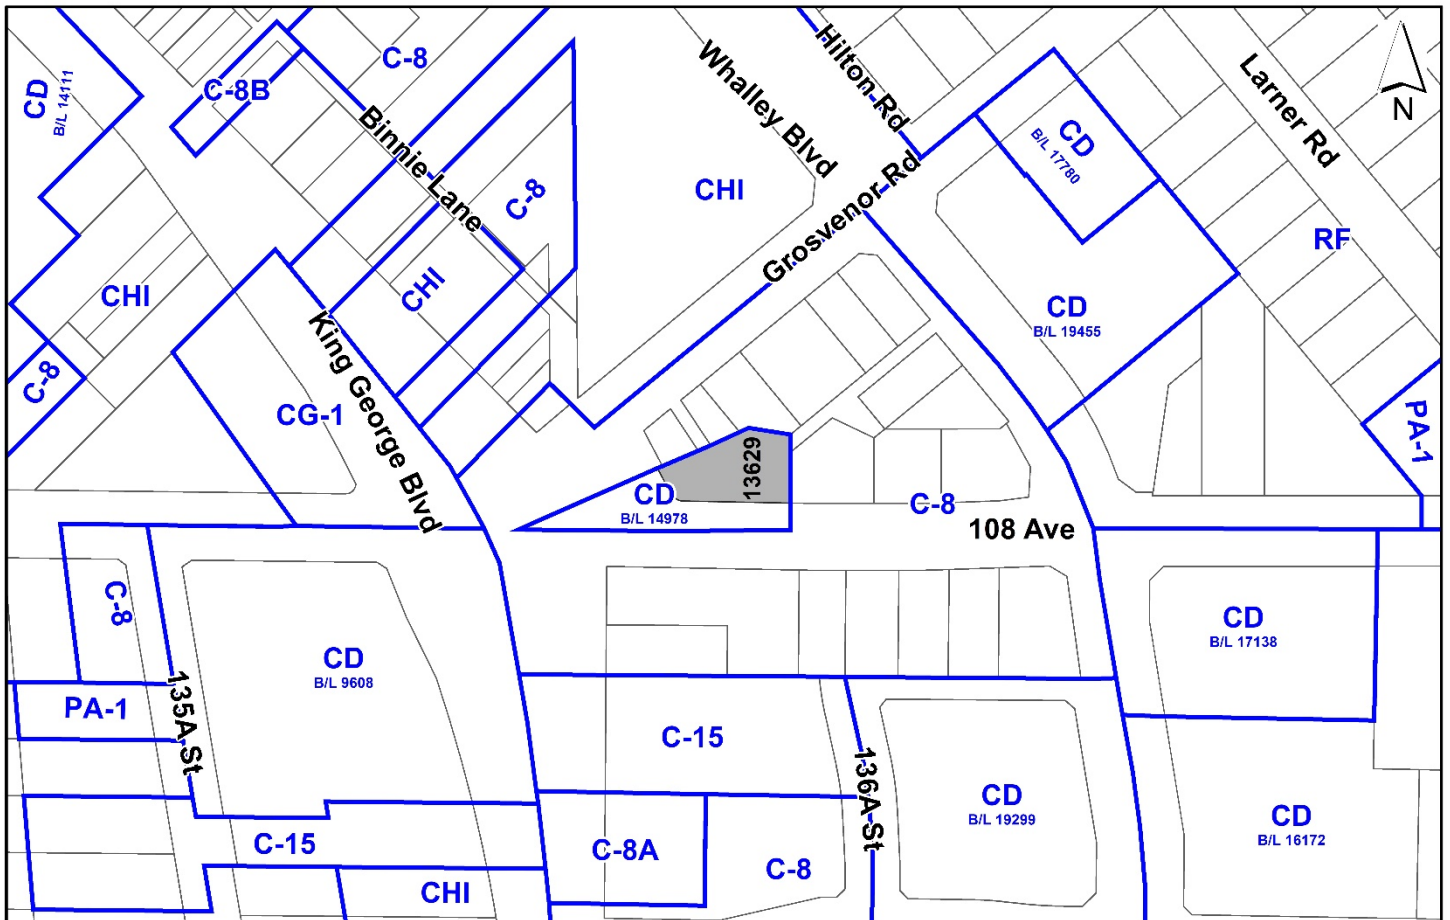 C-8
Hilton Rd
Whalley Blvd
Larner Rd
N
CD
B/L 14111
C-8B
Binnie Lane
CD
B/L 17780
C-8
CHI
Grosvenor Rd
RF
CHI
CHI
CD
B/L 19455
King George Blvd
C-8
CG-1
PA-1
13629
CD
B/L 14978
C-8
108 Ave
C-8
CD
B/L 9608
CD
B/L 17138
PA-1
135A St
C-15
136A St
CD
B/L 19299
CD
B/L 16172
C-15
C-8A
C-8
CHI